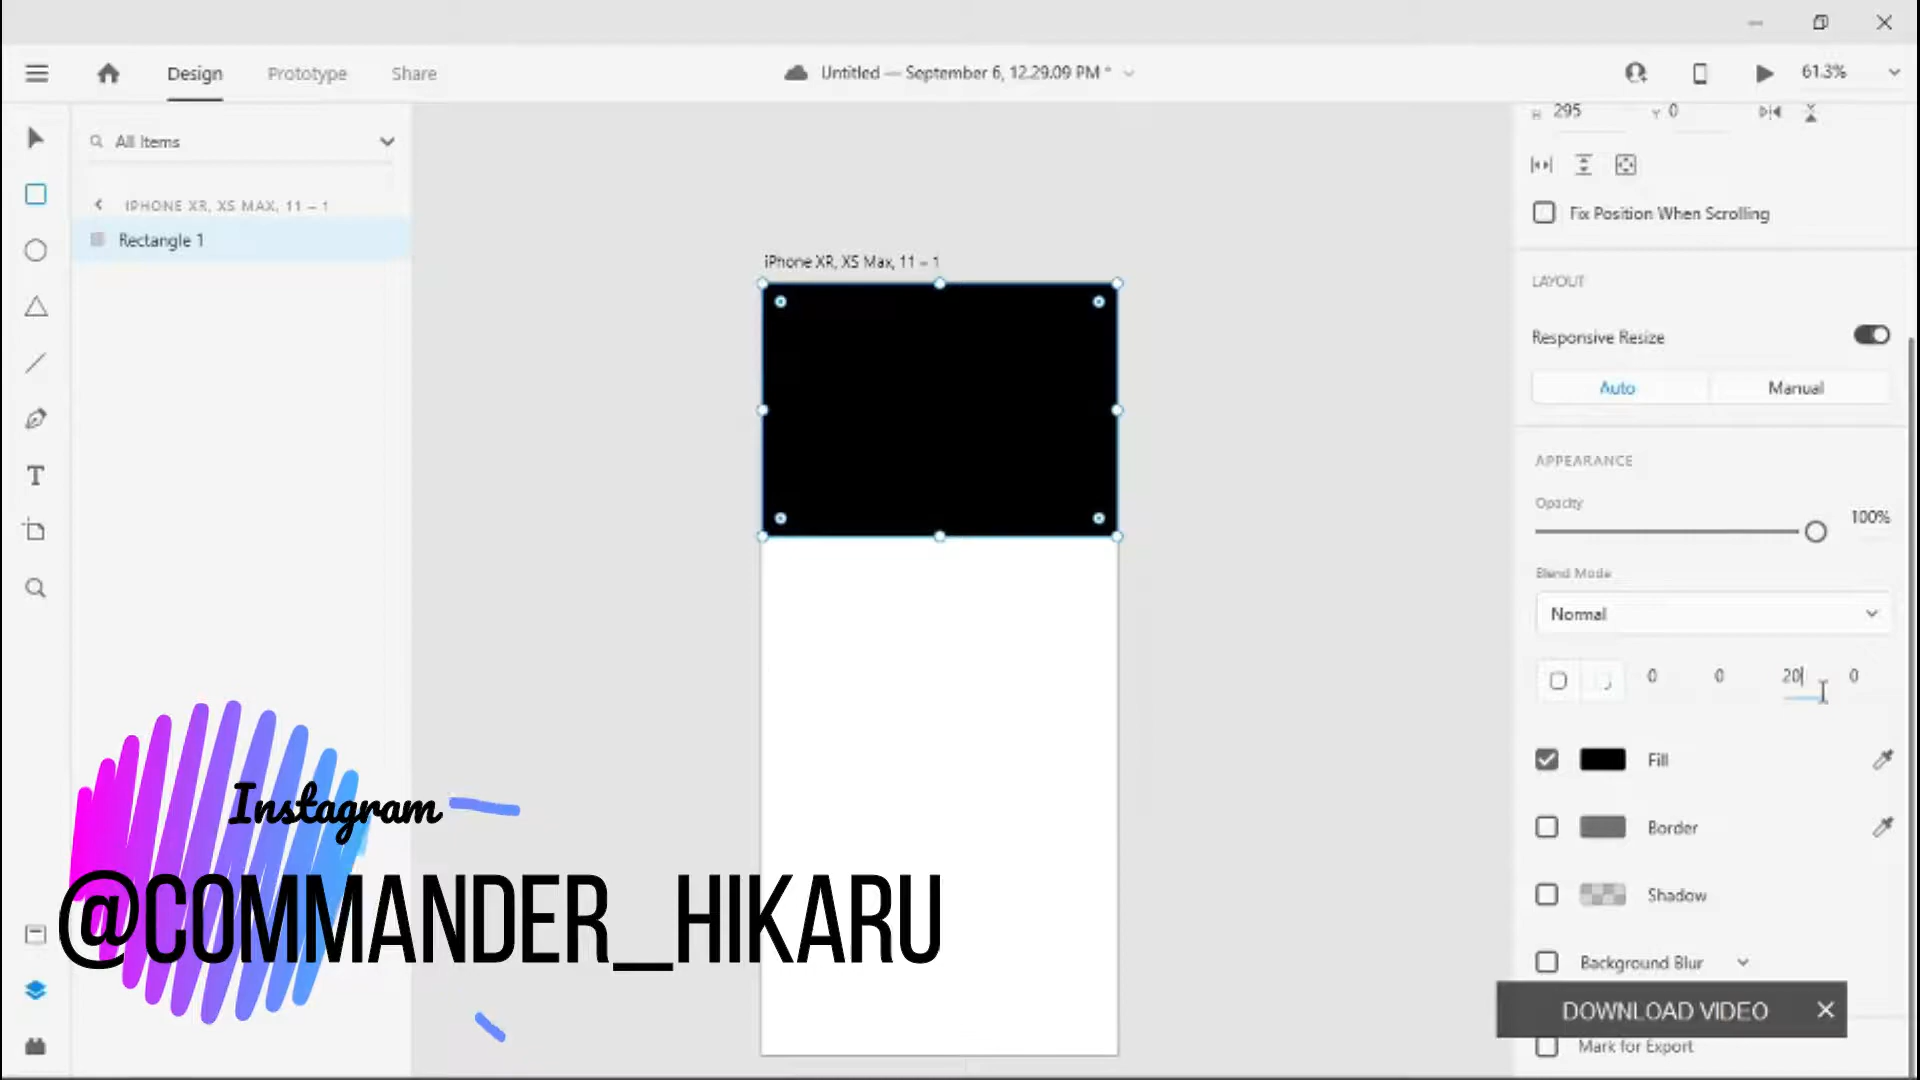 Design
Prototype
Share
Untitled — September 6, 12.29.09 PM *
61.3%
All Items
IPHONE XR, XS MAX, 11 – 1
Rectangle 1
iPhone XR, XS Max, 11 – 1
H 295
Y 0
Fix Position When Scrolling
LAYOUT
Responsive Resize
Auto
Manual
APPEARANCE
Opacity
100%
Blend Mode
Normal
0 0 20 0
Fill
Border
Shadow
Background Blur
DOWNLOAD VIDEO
Mark for Export
T
Instagram
@COMMANDER_HIKARU